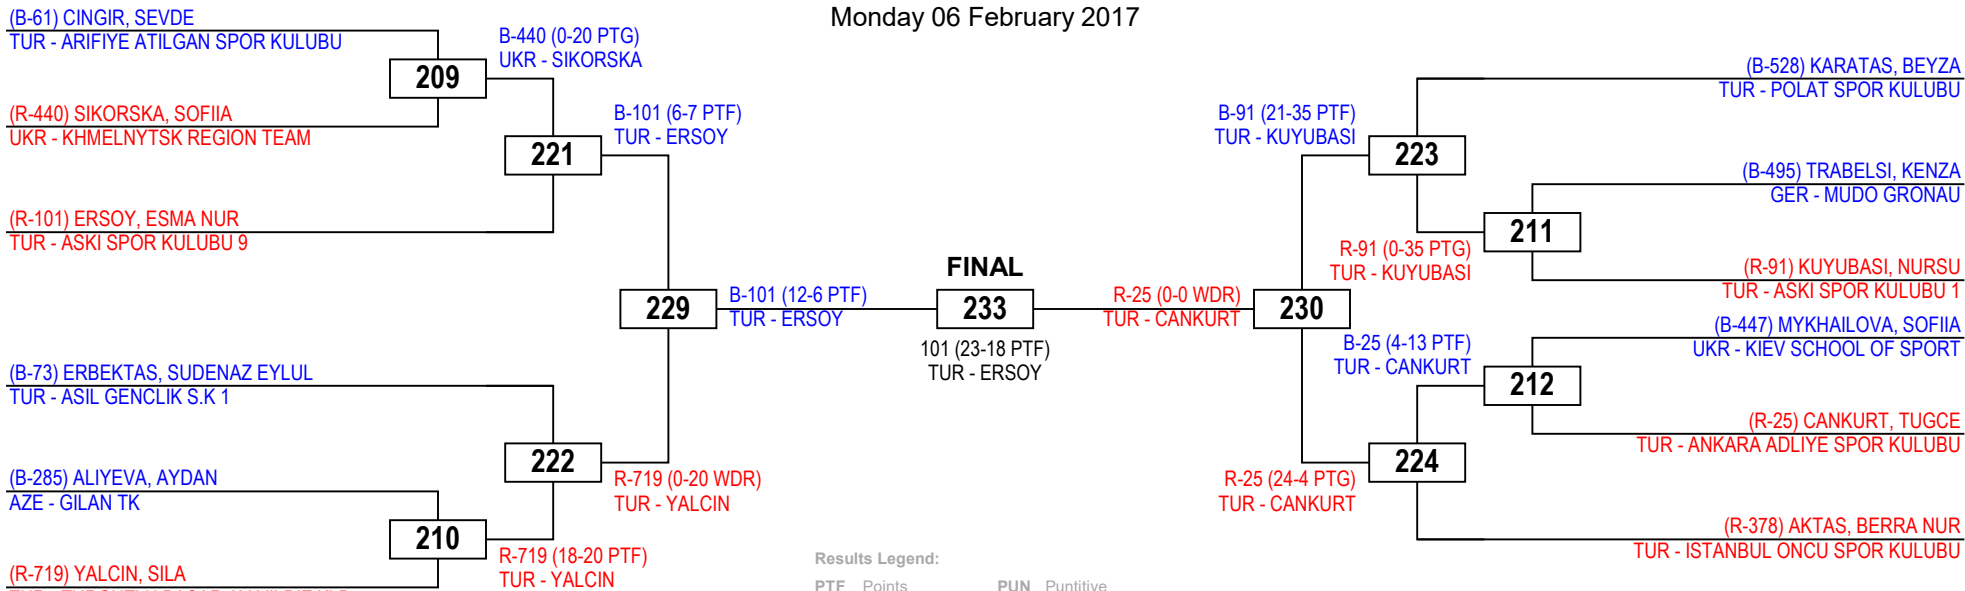 Monday 06 February 2017
(B-61) CINGIR, SEVDE
TUR - ARIFIYE ATILGAN SPOR KULUBU
209
(R-440) SIKORSKA, SOFIIA
UKR - KHMELNYTSK REGION TEAM
B-440 (0-20 PTG)
UKR - SIKORSKA
221
(R-101) ERSOY, ESMA NUR
TUR - ASKI SPOR KULUBU 9
B-101 (6-7 PTF)
TUR - ERSOY
229
(B-73) ERBEKTAS, SUDENAZ EYLUL
TUR - ASIL GENCLIK S.K 1
222
(B-285) ALIYEVA, AYDAN
AZE - GILAN TK
210
(R-719) YALCIN, SILA
R-719 (18-20 PTF)
TUR - YALCIN
R-719 (0-20 WDR)
TUR - YALCIN
B-101 (12-6 PTF)
TUR - ERSOY
FINAL
233
101 (23-18 PTF)
TUR - ERSOY
R-25 (0-0 WDR)
TUR - CANKURT
230
B-91 (21-35 PTF)
TUR - KUYUBASI
223
(B-528) KARATAS, BEYZA
TUR - POLAT SPOR KULUBU
(B-495) TRABELSI, KENZA
GER - MUDO GRONAU
211
R-91 (0-35 PTG)
TUR - KUYUBASI
(R-91) KUYUBASI, NURSU
TUR - ASKI SPOR KULUBU 1
(B-447) MYKHAILOVA, SOFIIA
UKR - KIEV SCHOOL OF SPORT
B-25 (4-13 PTF)
TUR - CANKURT
212
(R-25) CANKURT, TUGCE
TUR - ANKARA ADLIYE SPOR KULUBU
224
R-25 (24-4 PTG)
TUR - CANKURT
(R-378) AKTAS, BERRA NUR
TUR - ISTANBUL ONCU SPOR KULUBU
Results Legend:
PTF Points PUN Puntitive